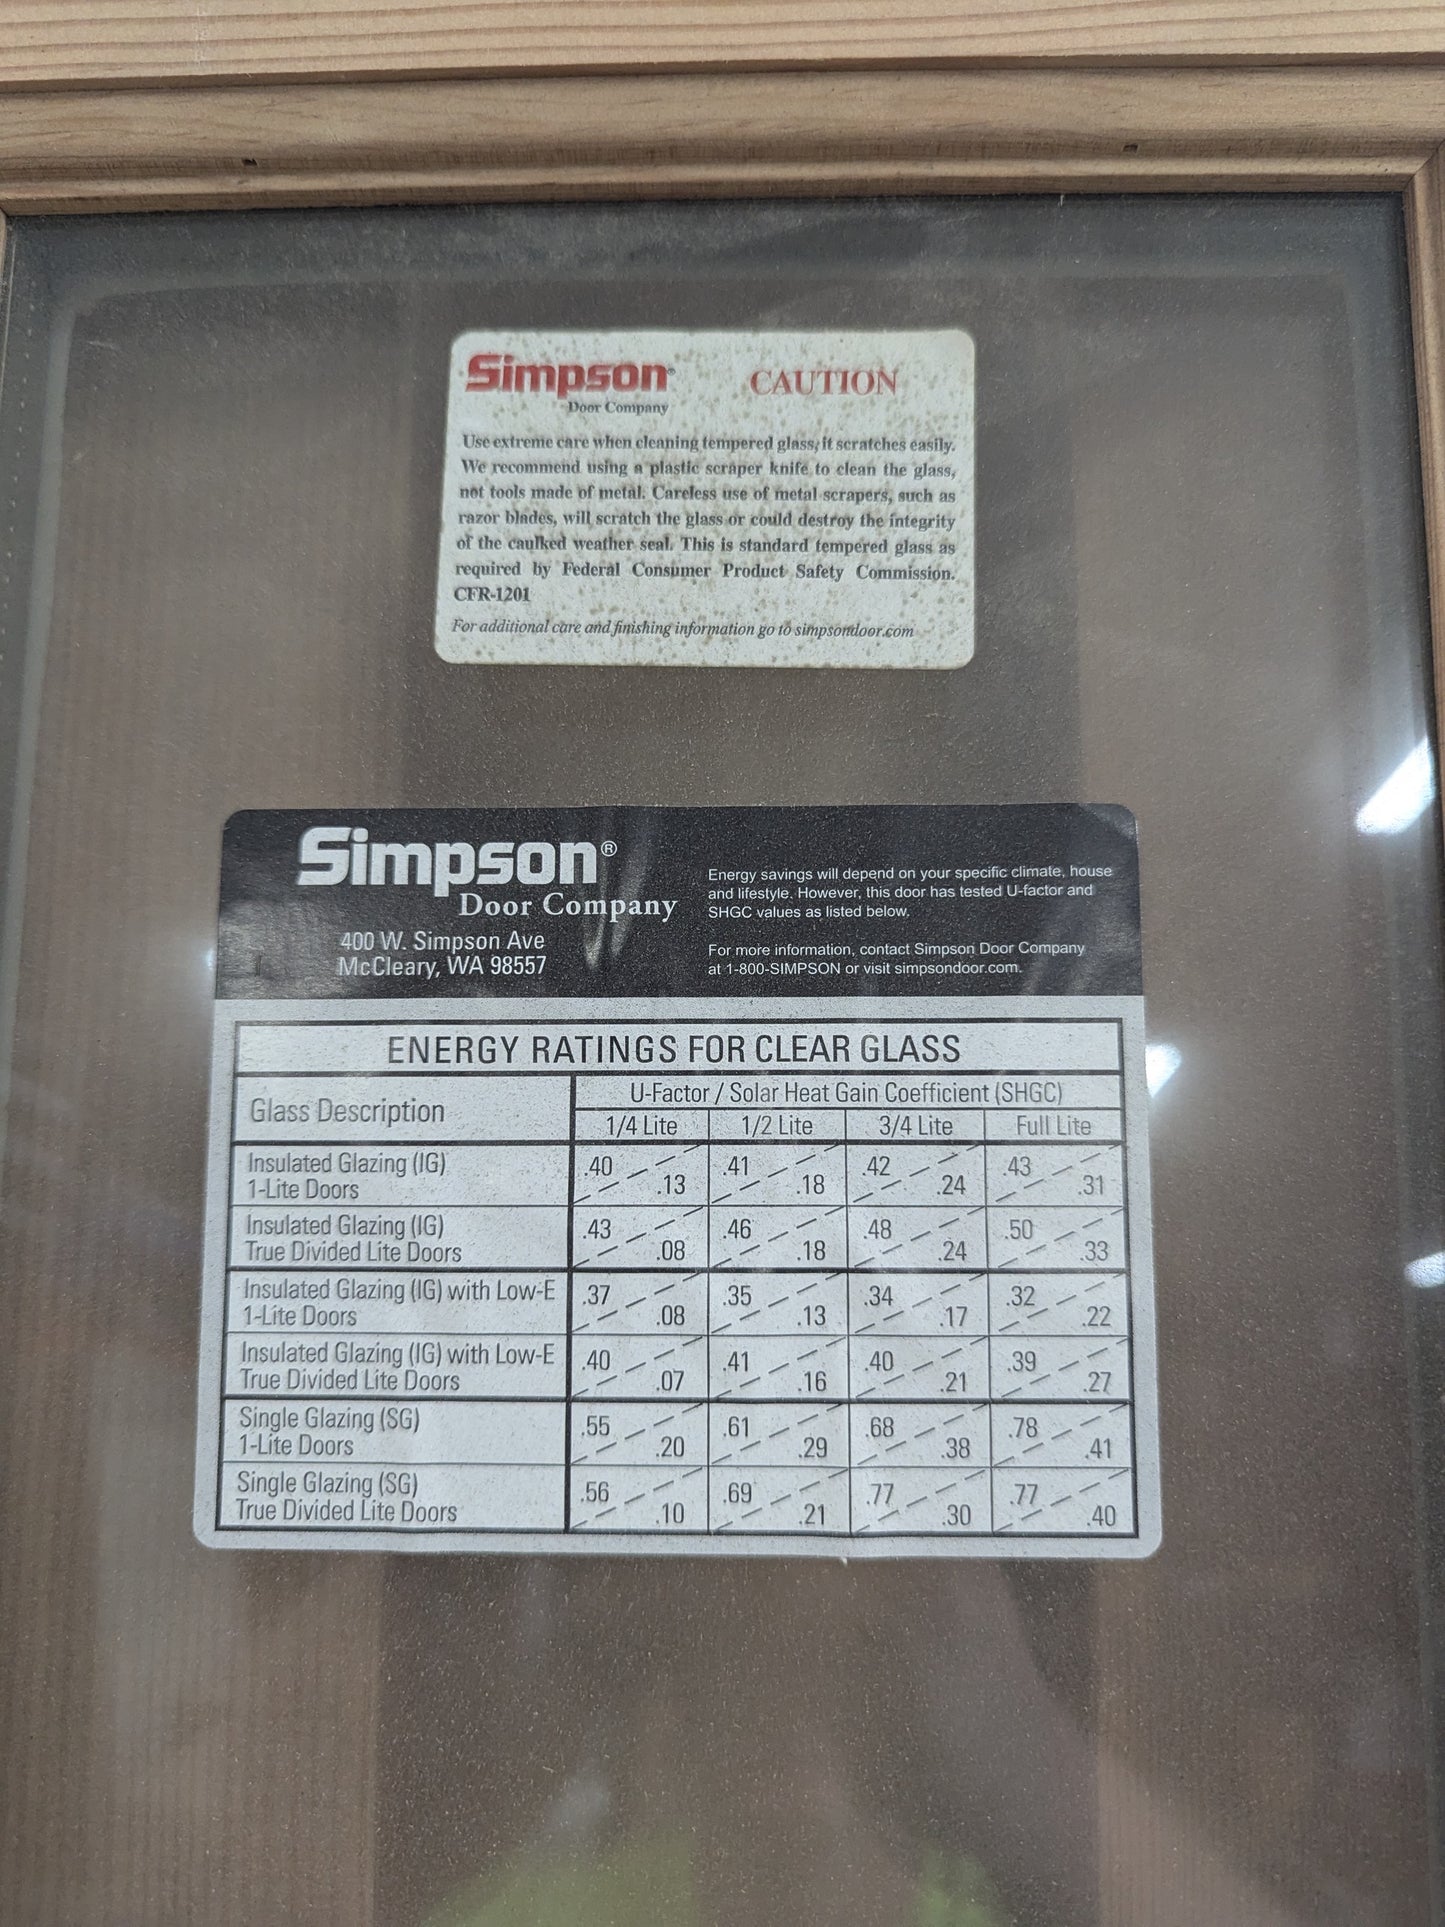 Simpson®
Door Company
CAUTION
Use extreme care when cleaning tempered glass; it scratches easily.
We recommend using a plastic scraper knife to clean the glass,
not tools made of metal. Careless use of metal scrapers, such as
razor blades, will scratch the glass or could destroy the integrity
of the caulked weather seal. This is standard tempered glass as
required by Federal Consumer Product Safety Commission.
CFR-1201
For additional care and finishing information go to simpsondoor.com
Simpson®
Door Company
400 W. Simpson Ave
McCleary, WA 98557
Energy savings will depend on your specific climate, house
and lifestyle. However, this door has tested U-factor and
SHGC values as listed below.
For more information, contact Simpson Door Company
at 1-800-SIMPSON or visit simpsondoor.com.
ENERGY RATINGS FOR CLEAR GLASS
Glass Description
U-Factor / Solar Heat Gain Coefficient (SHGC)
1/4 Lite 1/2 Lite 3/4 Lite Full Lite
Insulated Glazing (IG)
1-Lite Doors
.40 .13 .41 .18 .42 .24 .43 .31
Insulated Glazing (IG)
True Divided Lite Doors
.43 .08 .46 .18 .48 .24 .50 .33
Insulated Glazing (IG) with Low-E
1-Lite Doors
.37 .08 .35 .13 .34 .17 .32 .22
Insulated Glazing (IG) with Low-E
True Divided Lite Doors
.40 .07 .41 .16 .40 .21 .39 .27
Single Glazing (SG)
1-Lite Doors
.55 .20 .61 .29 .68 .38 .78 .41
Single Glazing (SG)
True Divided Lite Doors
.56 .10 .69 .21 .77 .30 .77 .40